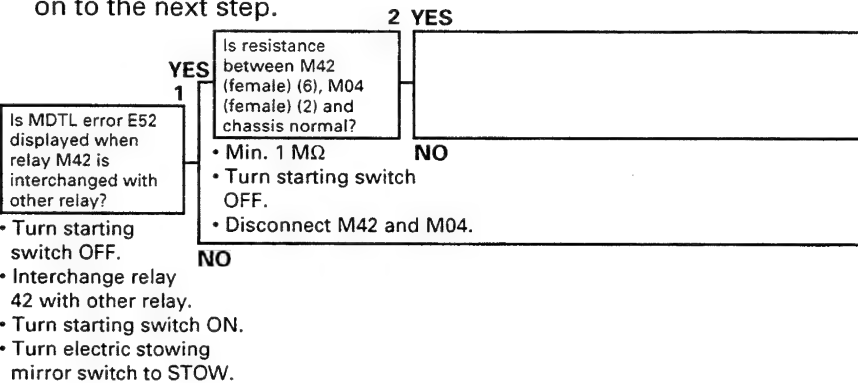 on to the next step.
2 YES
Is resistance
between M42
(female) (6), M04
(female) (2) and
chassis normal?
YES
1
Is MDTL error E52
displayed when
relay M42 is
interchanged with
other relay?
• Min. 1 MΩ
• Turn starting switch
OFF.
• Disconnect M42 and M04.
NO
• Turn starting
switch OFF.
• Interchange relay
42 with other relay.
• Turn starting switch ON.
• Turn electric stowing
mirror switch to STOW.
NO